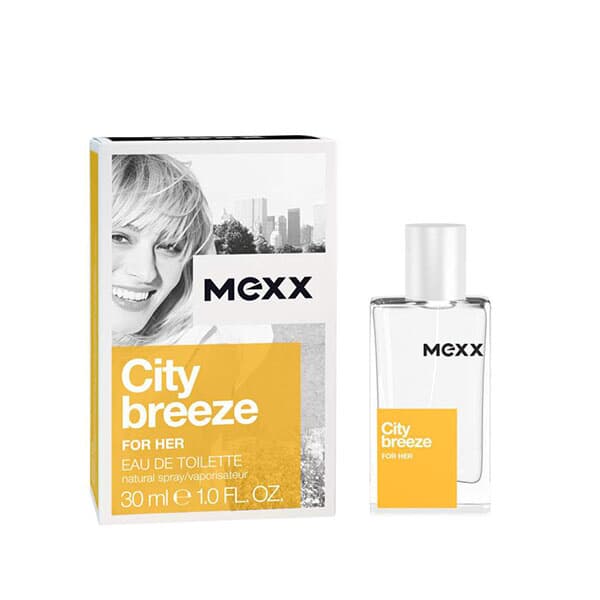 MEXX
City
breeze
FOR HER
EAU DE TOILETTE
natural spray/vaporisateur
30 ml ℮ 1.0 FL. OZ.
MEXX
City
breeze
FOR HER